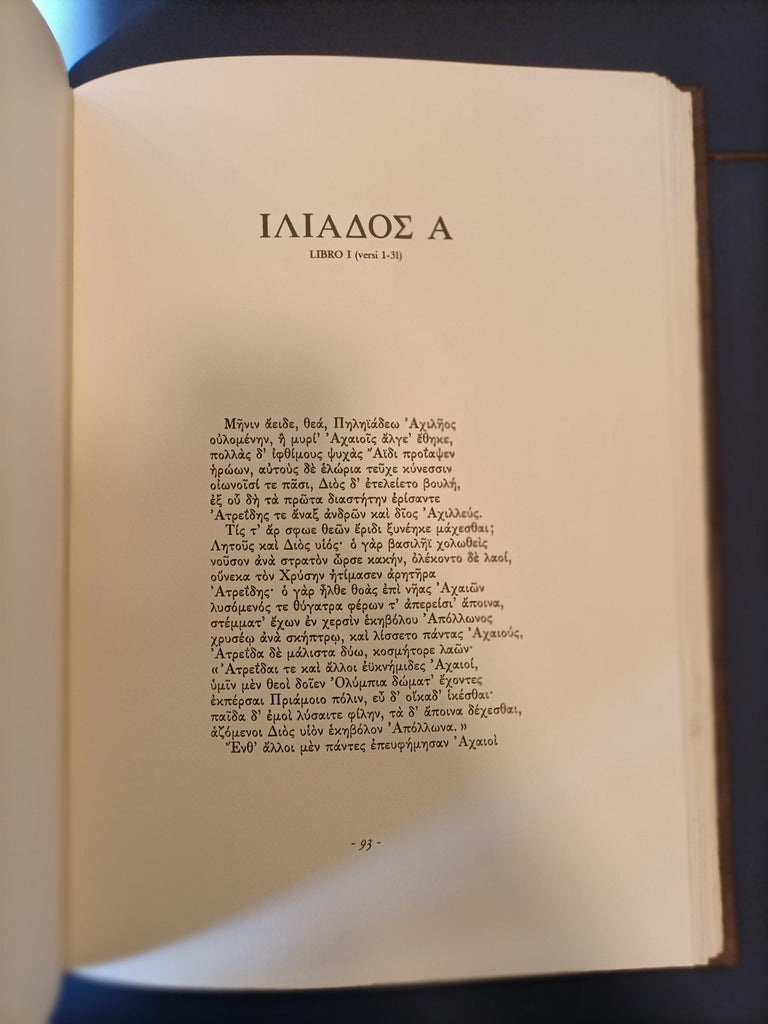 ΙΛΙΑΔΟΣ Α
LIBRO I (versi 1-31)
Μῆνιν ἄειδε, θεά, Πηληϊάδεω Ἀχιλῆος
οὐλομένην, ἣ μυρί' Ἀχαιοῖς ἄλγε' ἔθηκε,
πολλὰς δ' ἰφθίμους ψυχὰς Ἄϊδι προΐαψεν
ἡρώων, αὐτοὺς δὲ ἑλώρια τεῦχε κύνεσσιν
οἰωνοῖσί τε πᾶσι, Διὸς δ' ἐτελείετο βουλή,
ἐξ οὗ δὴ τὰ πρῶτα διαστήτην ἐρίσαντε
Ἀτρεΐδης τε ἄναξ ἀνδρῶν καὶ δῖος Ἀχιλλεύς.
Τίς τ' ἄρ σφωε θεῶν ἔριδι ξυνέηκε μάχεσθαι;
Λητοῦς καὶ Διὸς υἱός· ὁ γὰρ βασιλῆϊ χολωθεὶς
νοῦσον ἀνὰ στρατὸν ὦρσε κακήν, ὀλέκοντο δὲ λαοί,
οὕνεκα τὸν Χρύσην ἠτίμασεν ἀρητῆρα
Ἀτρεΐδης· ὁ γὰρ ἦλθε θοὰς ἐπὶ νῆας Ἀχαιῶν
λυσόμενός τε θύγατρα φέρων τ' ἀπερείσι' ἄποινα,
στέμματ' ἔχων ἐν χερσὶν ἑκηβόλου Ἀπόλλωνος
χρυσέῳ ἀνὰ σκήπτρῳ, καὶ λίσσετο πάντας Ἀχαιούς,
Ἀτρεΐδα δὲ μάλιστα δύω, κοσμήτορε λαῶν·
«Ἀτρεΐδαι τε καὶ ἄλλοι ἐϋκνήμιδες Ἀχαιοί,
ὑμῖν μὲν θεοὶ δοῖεν Ὀλύμπια δώματ' ἔχοντες
ἐκπέρσαι Πριάμοιο πόλιν, εὖ δ' οἴκαδ' ἱκέσθαι·
παῖδα δ' ἐμοὶ λύσαιτε φίλην, τὰ δ' ἄποινα δέχεσθαι,
ἁζόμενοι Διὸς υἱὸν ἑκηβόλον Ἀπόλλωνα.»
Ἔνθ' ἄλλοι μὲν πάντες ἐπευφήμησαν Ἀχαιοὶ
- 93 -